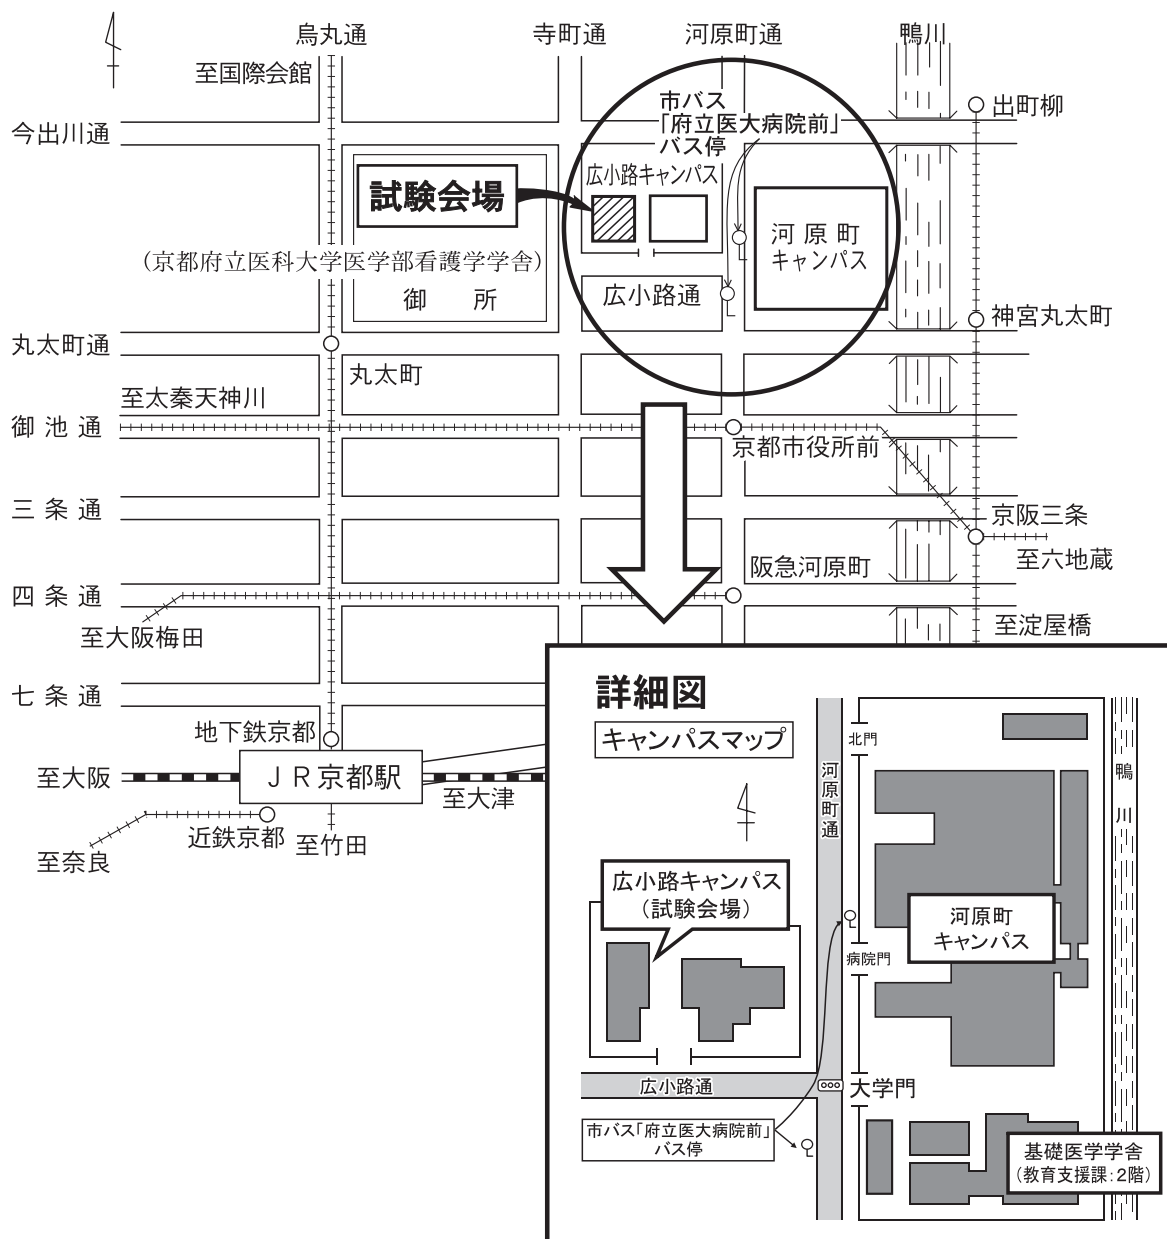 烏丸通
寺町通
河原町通
鴨川
至国際会館
市バス
「府立医大病院前」
バス停
出町柳
今出川通
広小路キャンパス
試験会場
河原町
キャンパス
（京都府立医科大学医学部看護学学舎）
御所
広小路通
神宮丸太町
丸太町通
丸太町
至太秦天神川
御池通
京都市役所前
三条通
京阪三条
至六地蔵
阪急河原町
四条通
至大阪梅田
至淀屋橋
七条通
地下鉄京都
至大阪
ＪＲ京都駅
至大津
近鉄京都
至竹田
至奈良
詳細図
キャンパスマップ
北門
河原町通
鴨川
広小路キャンパス
（試験会場）
河原町
キャンパス
病院門
広小路通
大学門
市バス「府立医大病院前」
バス停
基礎医学学舎
（教育支援課：2階）